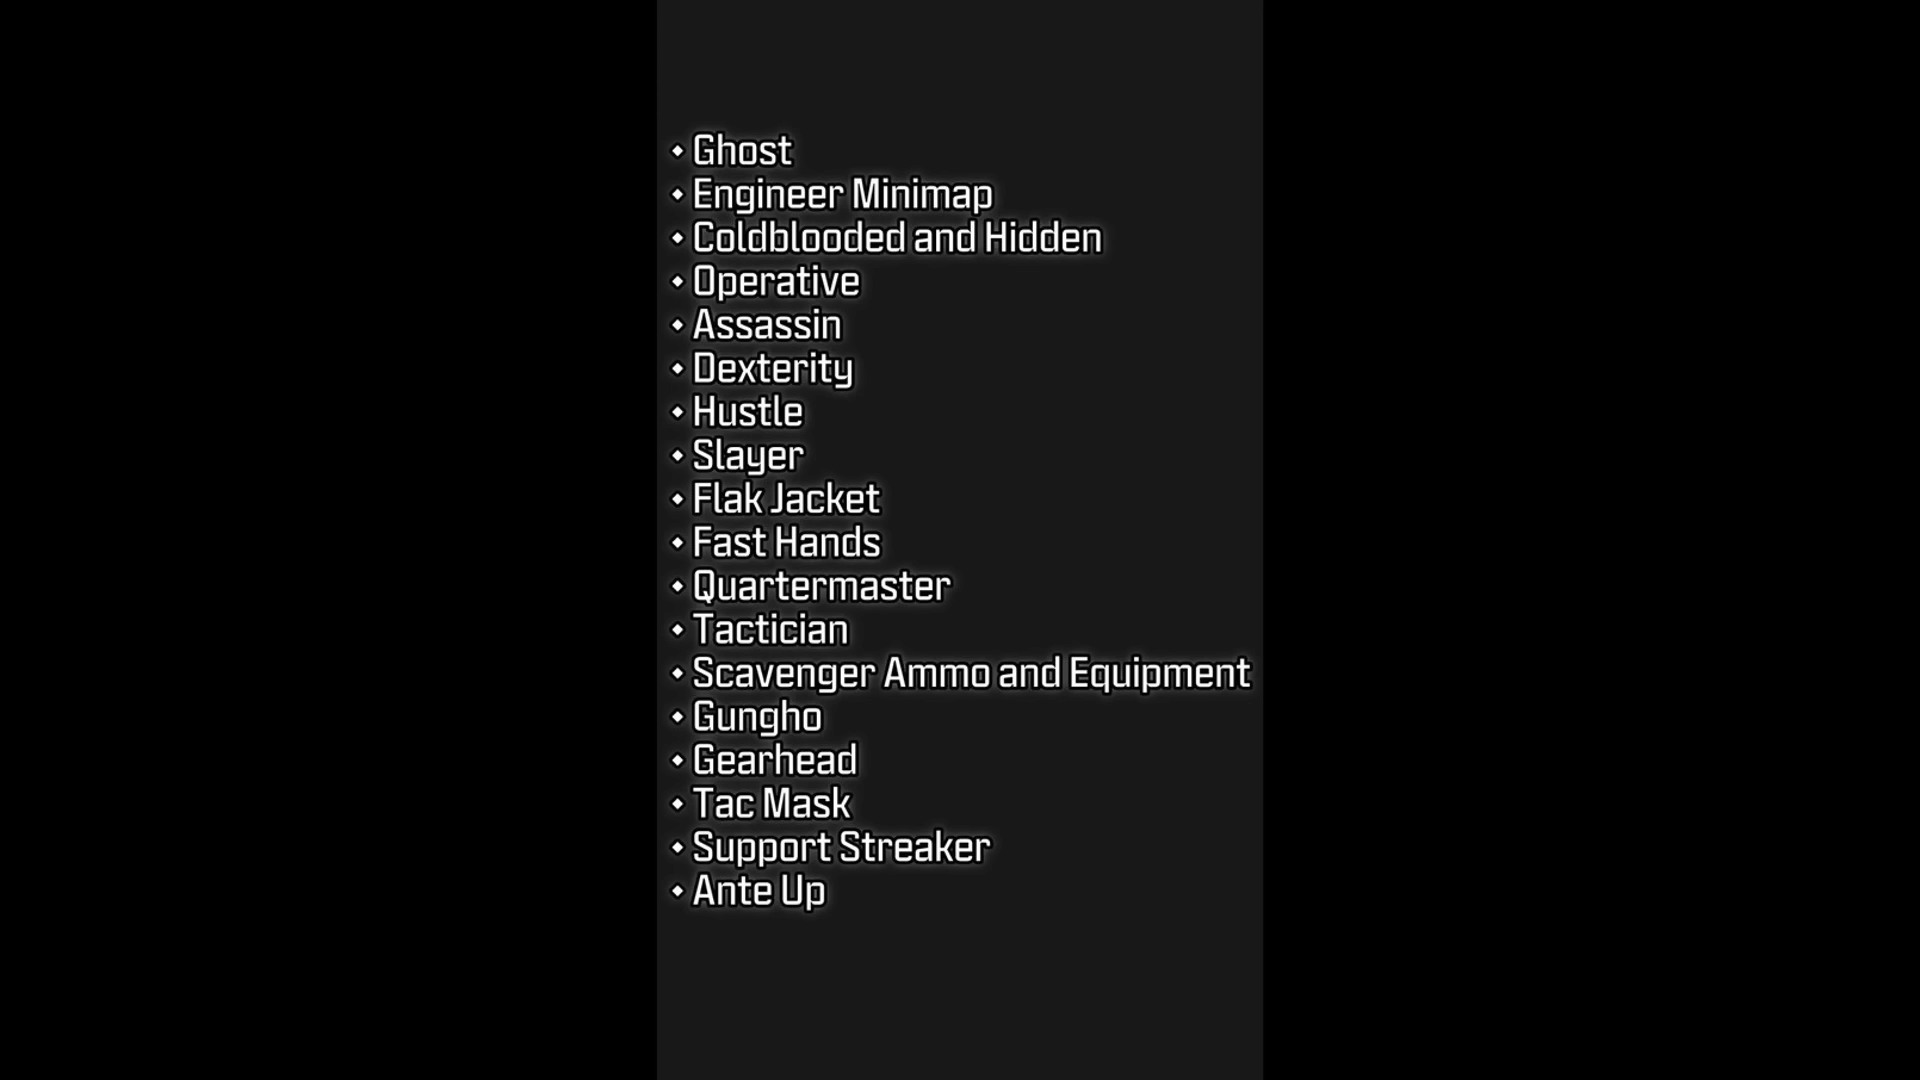 • Ghost
• Engineer Minimap
• Coldblooded and Hidden
• Operative
• Assassin
• Dexterity
• Hustle
• Slayer
• Flak Jacket
• Fast Hands
• Quartermaster
• Tactician
• Scavenger Ammo and Equipment
• Gungho
• Gearhead
• Tac Mask
• Support Streaker
• Ante Up